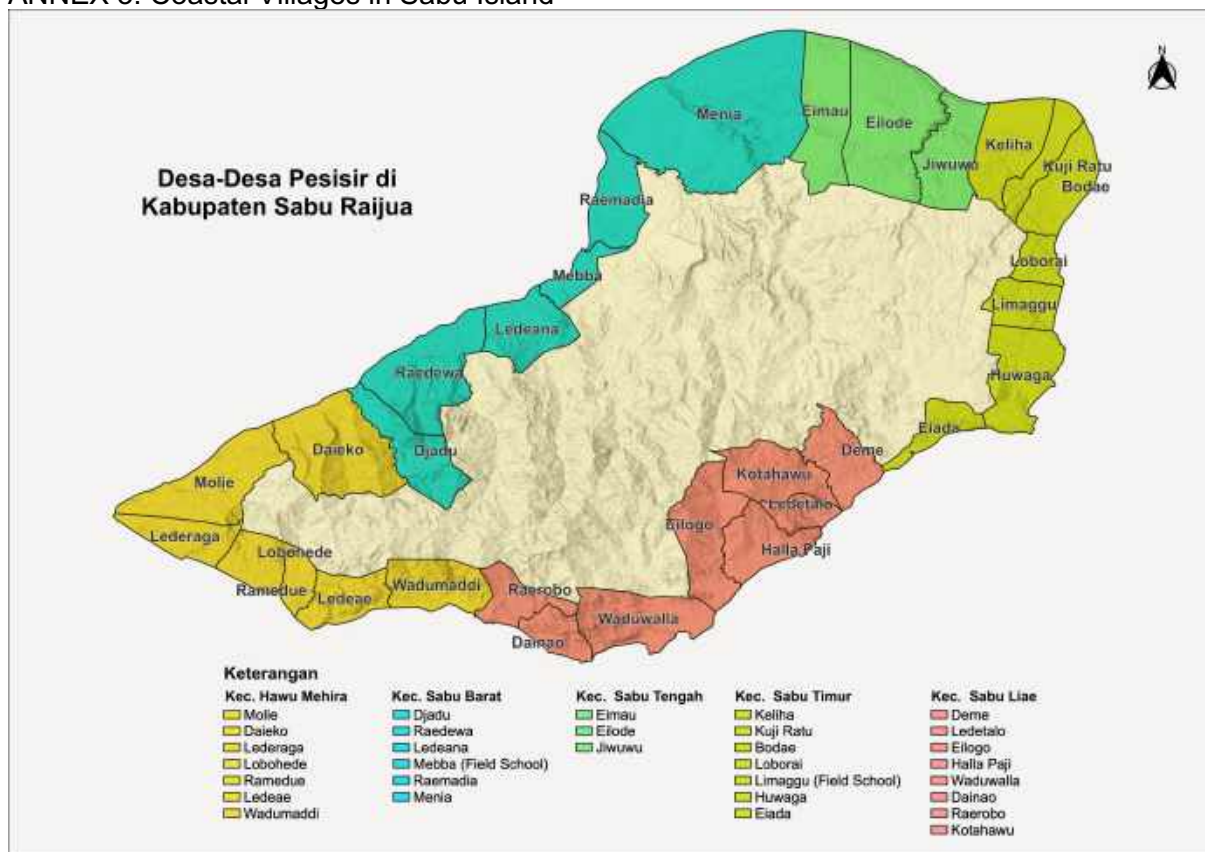 ANNEX 3: Coastal Villages in Sabu Island
N
Desa-Desa Pesisir di
Kabupaten Sabu Raijua
Menia
Eimau
Eilode
Jiwuwu
Keliha
Kuji Ratu
Bodae
Raemadia
Loborai
Mebba
Limaggu
Ledeana
Raedewa
Huwaga
Eiada
Daieko
Djadu
Deme
Kotahawu
Molie
Ledetalo
Eilogo
Lederaga
Lobohede
Halla Paji
Ramedue
Ledeae
Wadumaddi
Raerobo
Waduwalla
Dainao
Keterangan
Kec. Hawu Mehira
Molie
Daieko
Lederaga
Lobohede
Ramedue
Ledeae
Wadumaddi
Kec. Sabu Barat
Djadu
Raedewa
Ledeana
Mebba (Field School)
Raemadia
Menia
Kec. Sabu Tengah
Eimau
Eilode
Jiwuwu
Kec. Sabu Timur
Keliha
Kuji Ratu
Bodae
Loborai
Limaggu (Field School)
Huwaga
Eiada
Kec. Sabu Liae
Deme
Ledetalo
Eilogo
Halla Paji
Waduwalla
Dainao
Raerobo
Kotahawu